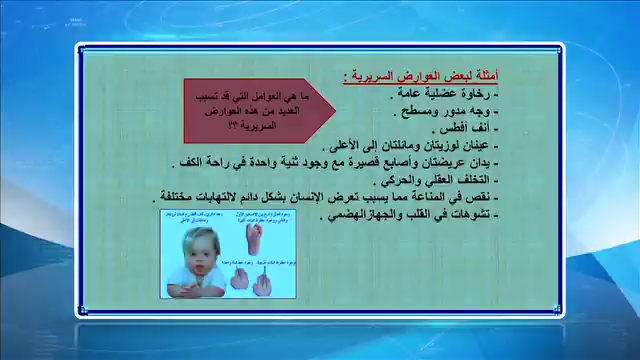 أمثلة لبعض العوارض السريرية :
- رخاوة عضلية عامة .
- وجه مدور ومسطح .
- أنف أفطس .
- عينان لوزيتان ومائلتان إلى الأعلى .
- يدان عريضتان وأصابع قصيرة مع وجود ثنية واحدة في راحة الكف .
- التخلف العقلي والحركي .
- نقص في المناعة مما يسبب تعرض الإنسان بشكل دائم لالتهابات مختلفة .
- تشوهات في القلب والجهازالهضمي .
ما هي العوامل التي قد تسبب
العديد من هذه العوارض
السريرية ؟؟